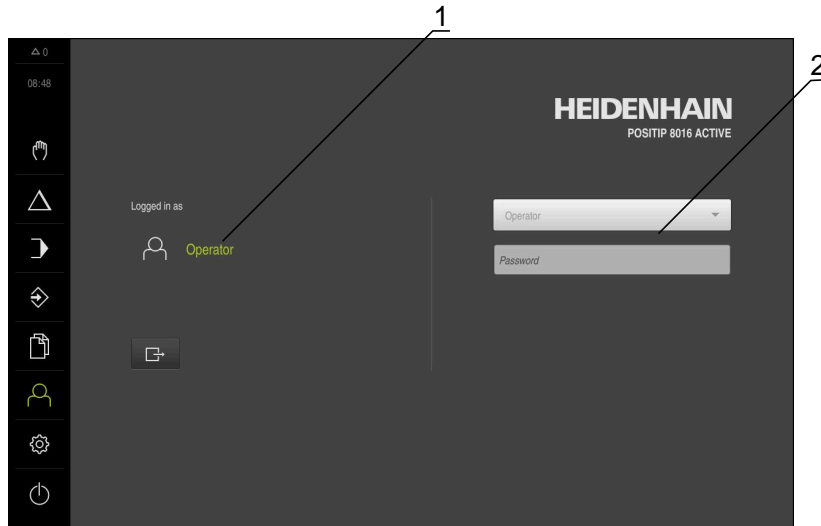 1
2
△ 0
08:48
HEIDENHAIN
POSITIP 8016 ACTIVE
Logged in as
Operator
Operator
Password